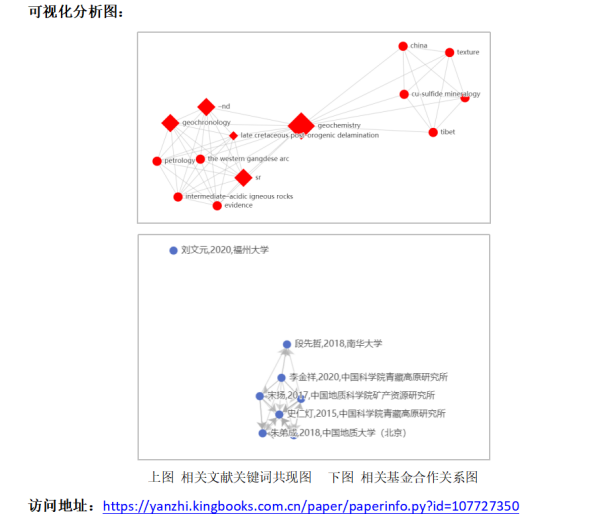 可视化分析图：
china
texture
cu-sulfide mineralogy
-nd
geochronology
geochemistry
late cretaceous post-orogenic delamination
tibet
petrology
the western gangdese arc
sr
intermediate-acidic igneous rocks
evidence
刘文元,2020,福州大学
段先哲,2018,南华大学
李金祥,2020,中国科学院青藏高原研究所
宋扬,2017,中国地质科学院矿产资源研究所
史仁灯,2015,中国科学院青藏高原研究所
朱弟成,2018,中国地质大学（北京）
上图 相关文献关键词共现图 下图 相关基金合作关系图
访问地址：https://yanzhi.kingbooks.com.cn/paper/paperinfo.py?id=107727350